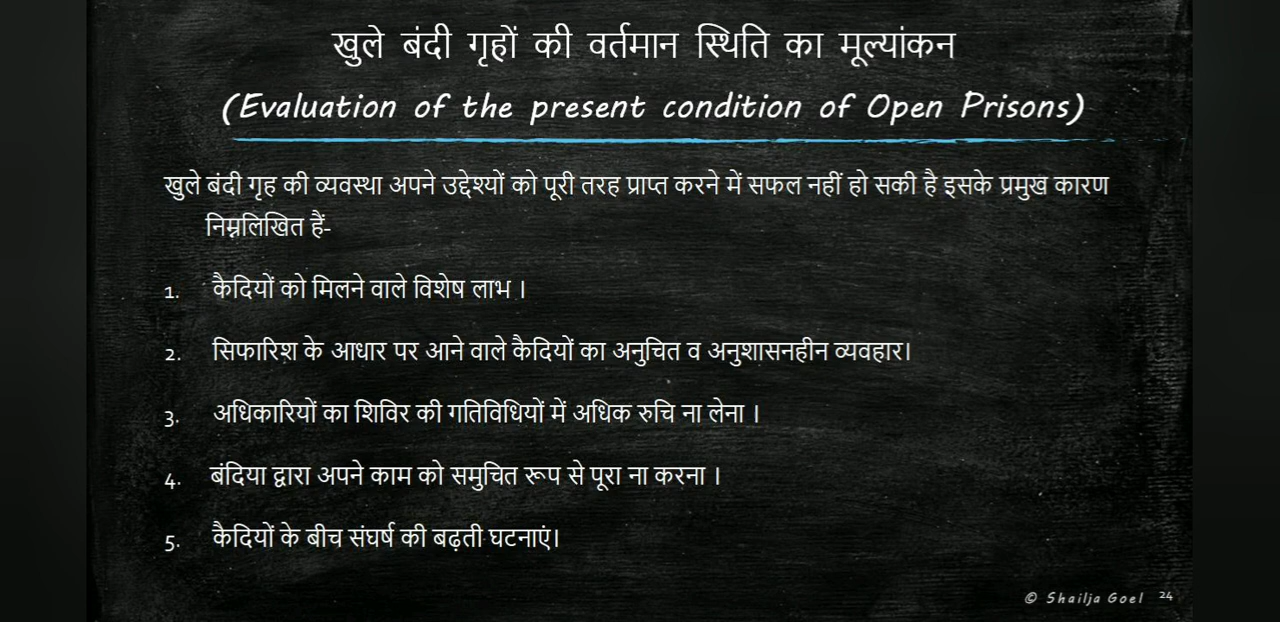 खुले बंदी गृहों की वर्तमान स्थिति का मूल्यांकन
(Evaluation of the present condition of Open Prisons)
खुले बंदी गृह की व्यवस्था अपने उद्देश्यों को पूरी तरह प्राप्त करने में सफल नहीं हो सकी है इसके प्रमुख कारण
निम्नलिखित हैं-
1. कैदियों को मिलने वाले विशेष लाभ ।
2. सिफारिश के आधार पर आने वाले कैदियों का अनुचित व अनुशासनहीन व्यवहार।
3. अधिकारियों का शिविर की गतिविधियों में अधिक रुचि ना लेना ।
4. बंदिया द्वारा अपने काम को समुचित रूप से पूरा ना करना ।
5. कैदियों के बीच संघर्ष की बढ़ती घटनाएं।
© Shailja Goel 24